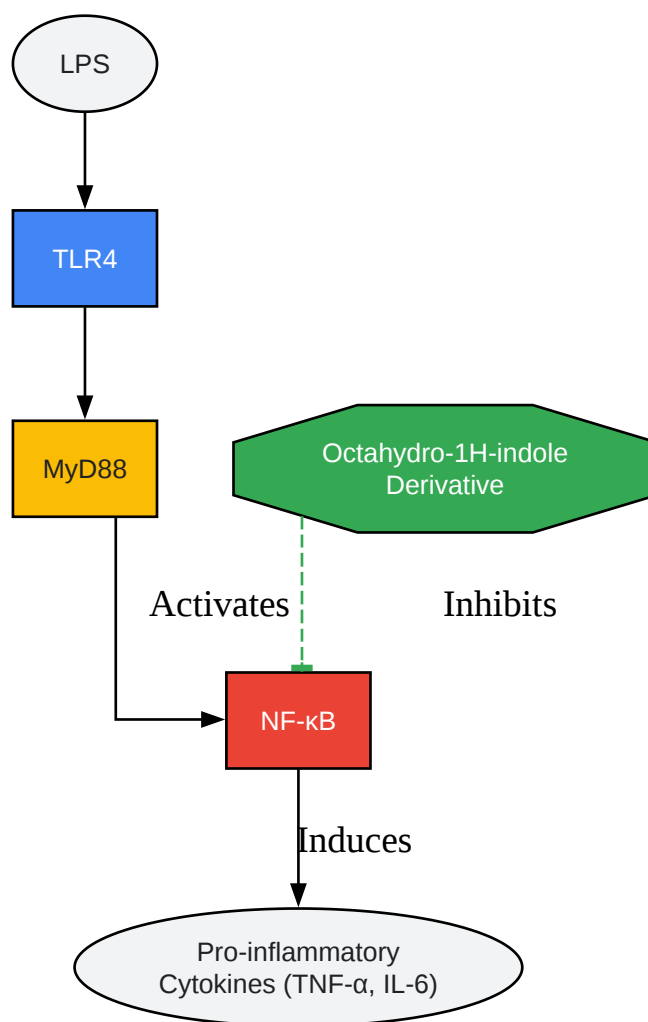 LPS
TLR4
MyD88
Octahydro-1H-indole
Derivative
Activates
Inhibits
NF-κB
Induces
Pro-inflammatory
Cytokines (TNF-α, IL-6)